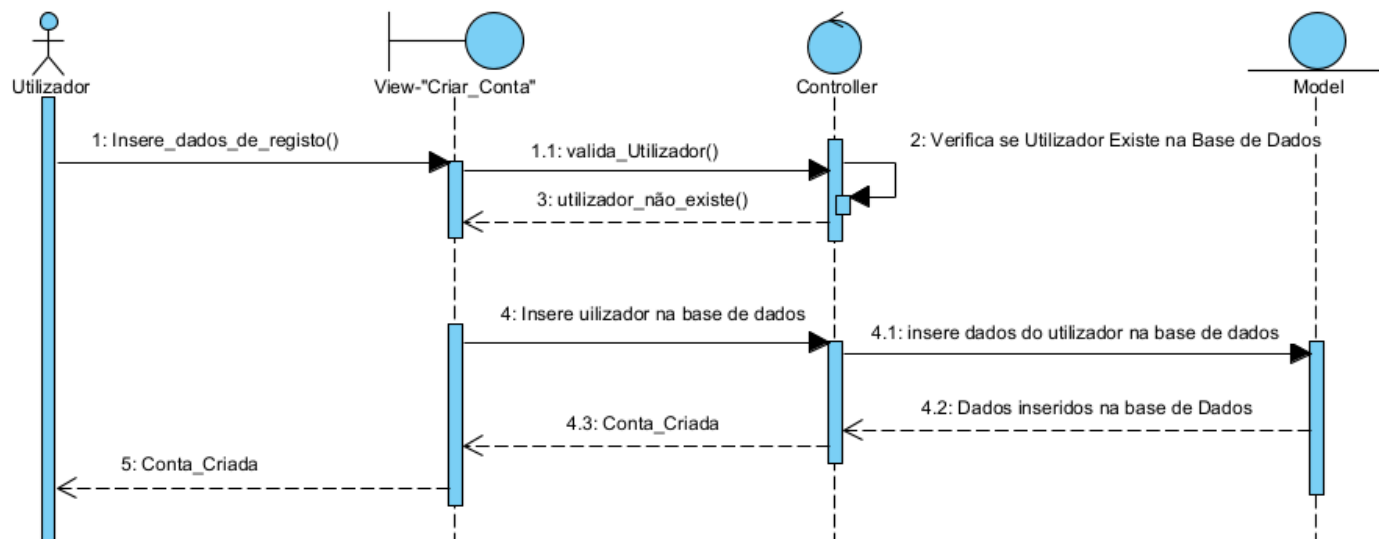 Utilizador
View-"Criar_Conta"
Controller
Model
1: Insere_dados_de_registo()
1.1: valida_Utilizador()
2: Verifica se Utilizador Existe na Base de Dados
3: utilizador_não_existe()
4: Insere uilizador na base de dados
4.1: insere dados do utilizador na base de dados
4.2: Dados inseridos na base de Dados
4.3: Conta_Criada
5: Conta_Criada